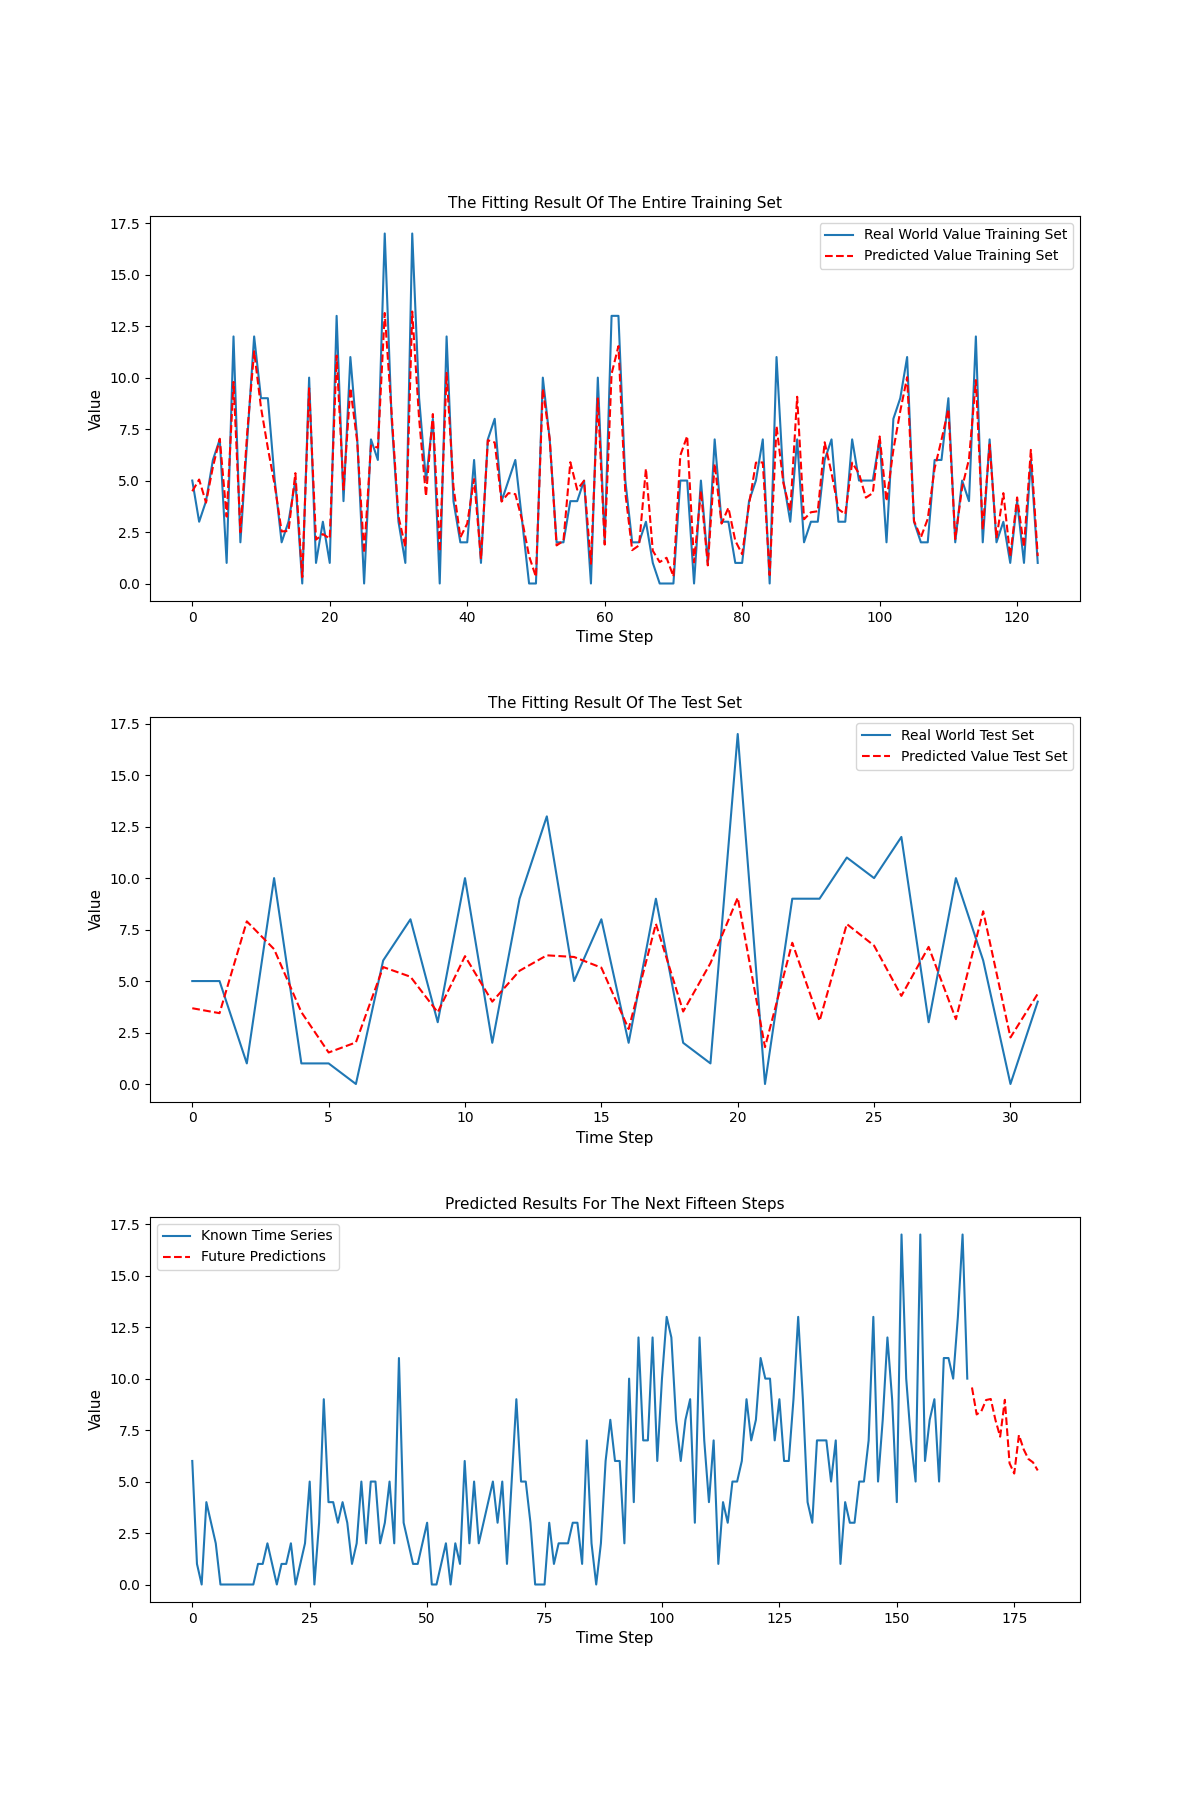 The Fitting Result Of The Entire Training Set
17.5
15.0
12.5
10.0
7.5
5.0
2.5
0.0
Value
Real World Value Training Set
Predicted Value Training Set
0 20 40 60 80 100 120
Time Step
The Fitting Result Of The Test Set
17.5
15.0
12.5
10.0
7.5
5.0
2.5
0.0
Value
Real World Test Set
Predicted Value Test Set
0 5 10 15 20 25 30
Time Step
Predicted Results For The Next Fifteen Steps
17.5
15.0
12.5
10.0
7.5
5.0
2.5
0.0
Value
Known Time Series
Future Predictions
0 25 50 75 100 125 150 175
Time Step